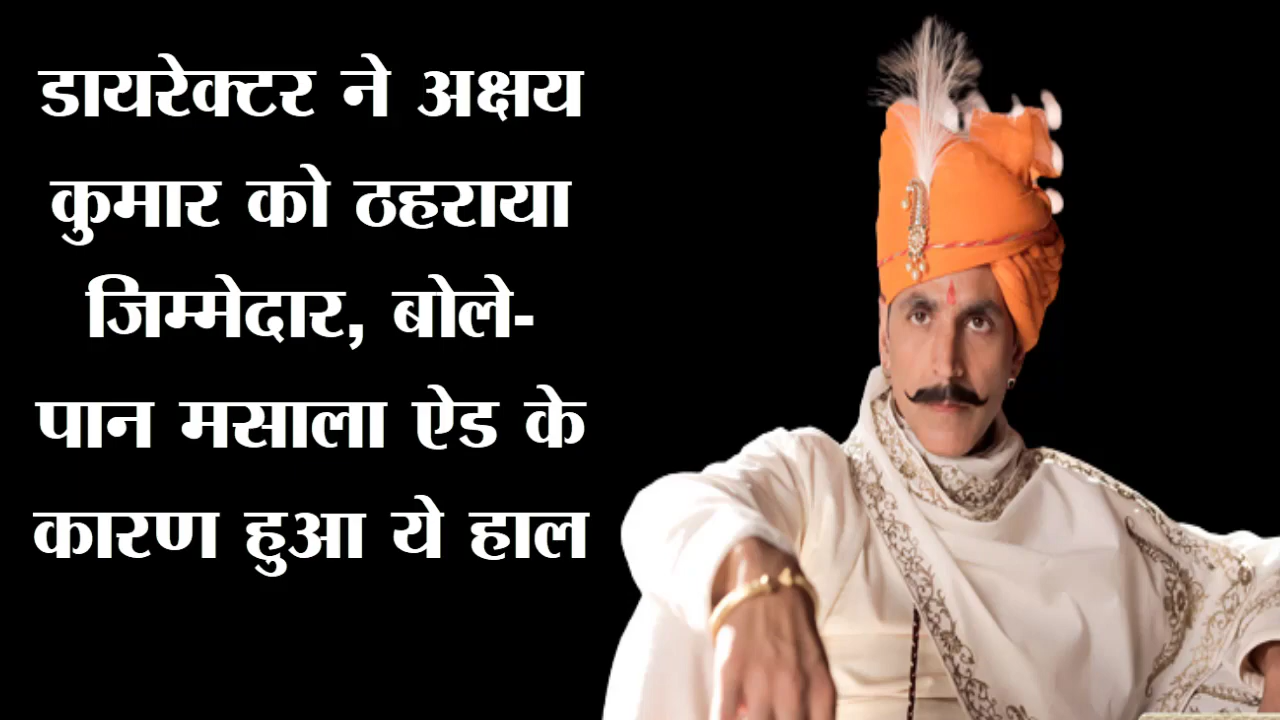 डायरेक्टर ने अक्षय
कुमार को ठहराया
जिम्मेदार, बोले-
पान मसाला ऐड के
कारण हुआ ये हाल